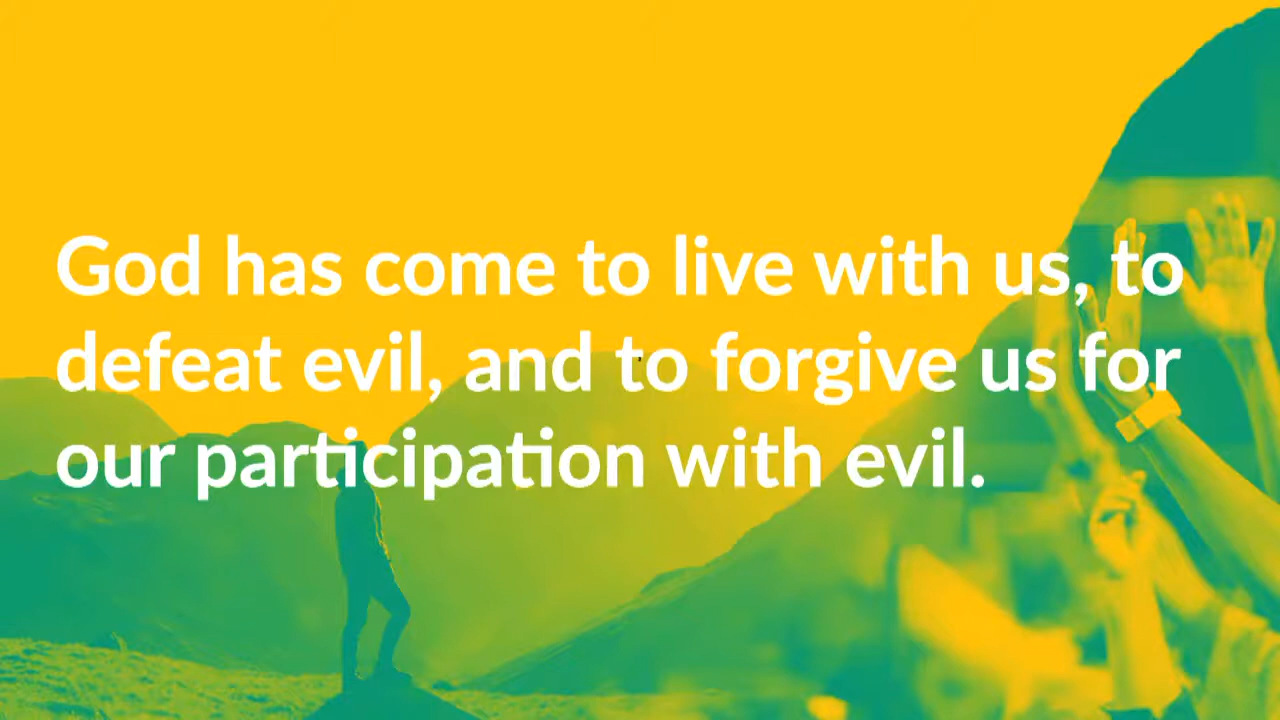 God has come to live with us, to
defeat evil, and to forgive us for
our participation with evil.